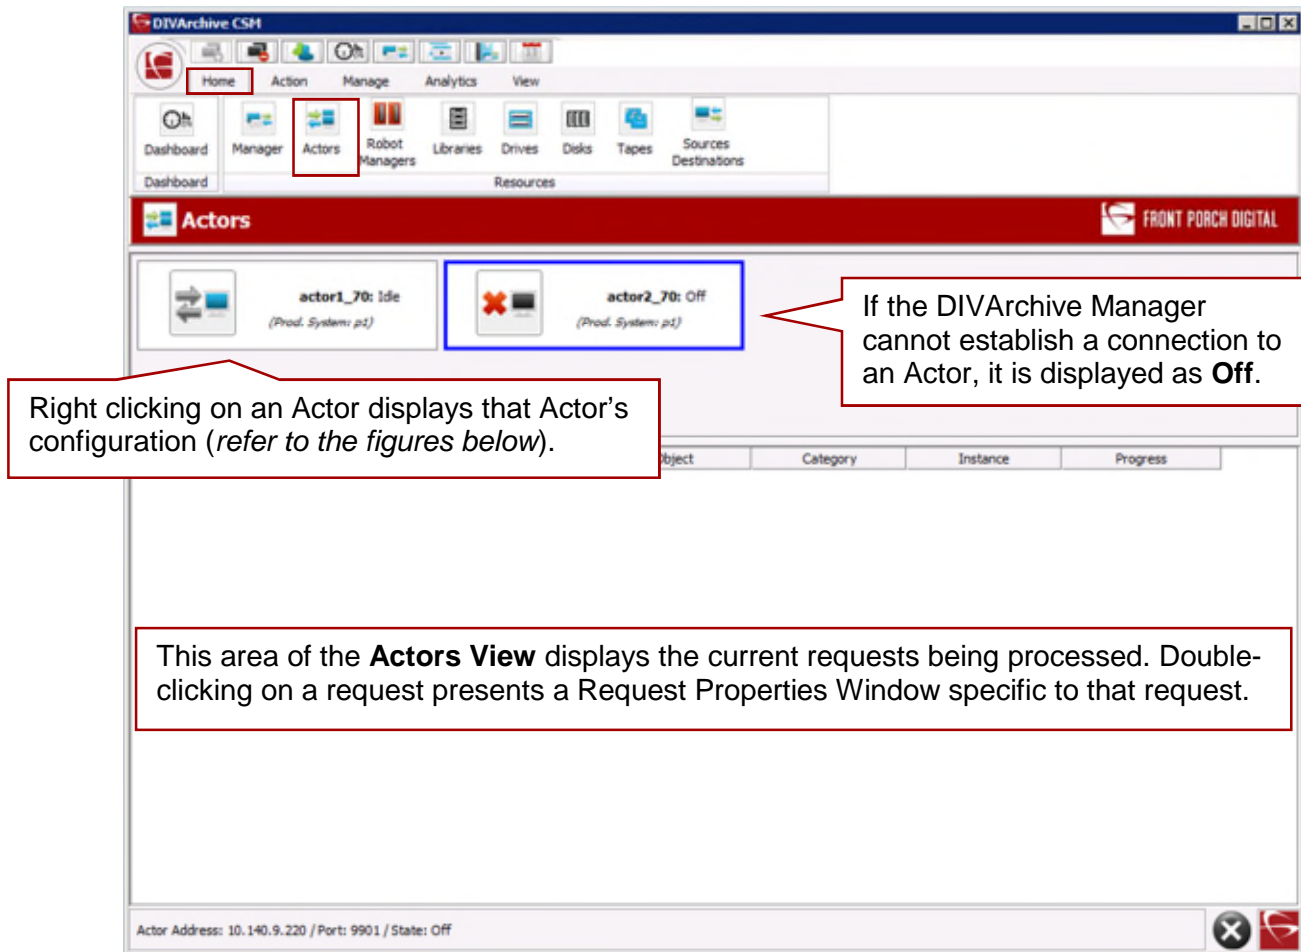 DIVArchive CSM
Home Action Manage Analytics View
Dashboard Manager Actors Robot Managers Libraries Drives Disks Tapes Sources Destinations
Dashboard Resources
Actors FRONT PORCH DIGITAL
actor1_70: Idle
(Prod. System: p1)
actor2_70: Off
(Prod. System: p1)
If the DIVArchive Manager
cannot establish a connection to
an Actor, it is displayed as Off.
Right clicking on an Actor displays that Actor’s
configuration (refer to the figures below).
Category Instance Progress
This area of the Actors View displays the current requests being processed. Double-
clicking on a request presents a Request Properties Window specific to that request.
Actor Address: 10.140.9.220 / Port: 9901 / State: Off